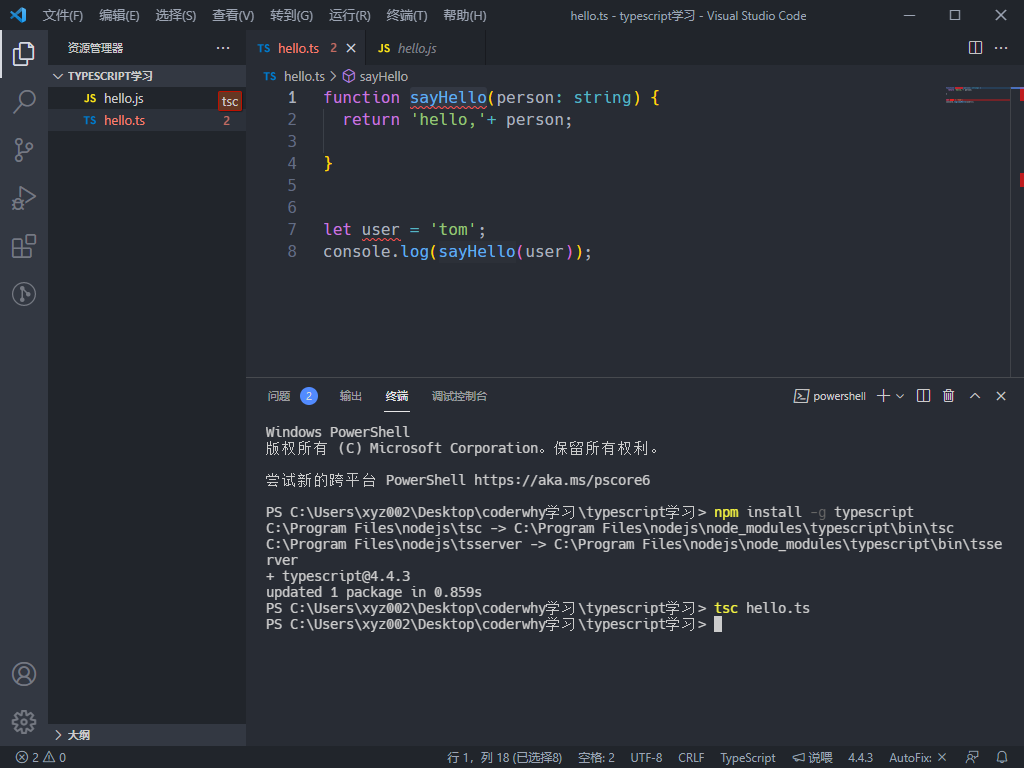 文件(F) 编辑(E) 选择(S) 查看(V) 转到(G) 运行(R) 终端(T) 帮助(H) hello.ts - typescript学习 - Visual Studio Code
资源管理器 ···
TS hello.ts 2 JS hello.js
TYPESCRIPT学习
JS hello.js tsc
TS hello.ts 2
TS hello.ts > sayHello
1 function sayHello(person: string) {
2 return 'hello,'+ person;
3
4 }
5
6
7 let user = 'tom';
8 console.log(sayHello(user));
问题 2 输出 终端 调试控制台 powershell
Windows PowerShell
版权所有 (C) Microsoft Corporation。保留所有权利。
尝试新的跨平台 PowerShell https://aka.ms/pscore6
PS C:\Users\xyz002\Desktop\coderwhy学习\typescript学习> npm install -g typescript
C:\Program Files\nodejs\tsc -> C:\Program Files\nodejs\node_modules\typescript\bin\tsc
C:\Program Files\nodejs\tsserver -> C:\Program Files\nodejs\node_modules\typescript\bin\tsse
rver
+ typescript@4.4.3
updated 1 package in 0.859s
PS C:\Users\xyz002\Desktop\coderwhy学习\typescript学习> tsc hello.ts
PS C:\Users\xyz002\Desktop\coderwhy学习\typescript学习>
大纲
2 0 行 1，列 18 (已选择8) 空格: 2 UTF-8 CRLF TypeScript 说喂 4.4.3 AutoFix: ✕